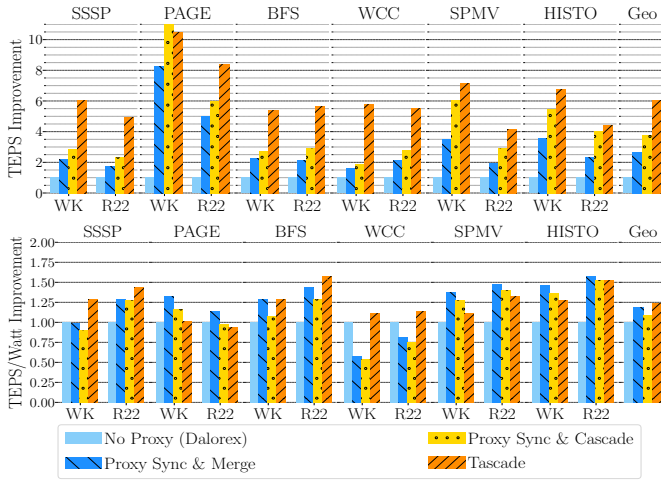 SSSP PAGE BFS WCC SPMV HISTO Geo
TEPS Improvement
10
8
6
4
2
0
WK R22 WK R22 WK R22 WK R22 WK R22 WK R22
SSSP PAGE BFS WCC SPMV HISTO Geo
TEPS/Watt Improvement
2.00
1.75
1.50
1.25
1.00
0.75
0.50
0.25
0.00
WK R22 WK R22 WK R22 WK R22 WK R22 WK R22
No Proxy (Dalorex) Proxy Sync & Cascade
Proxy Sync & Merge Tascade